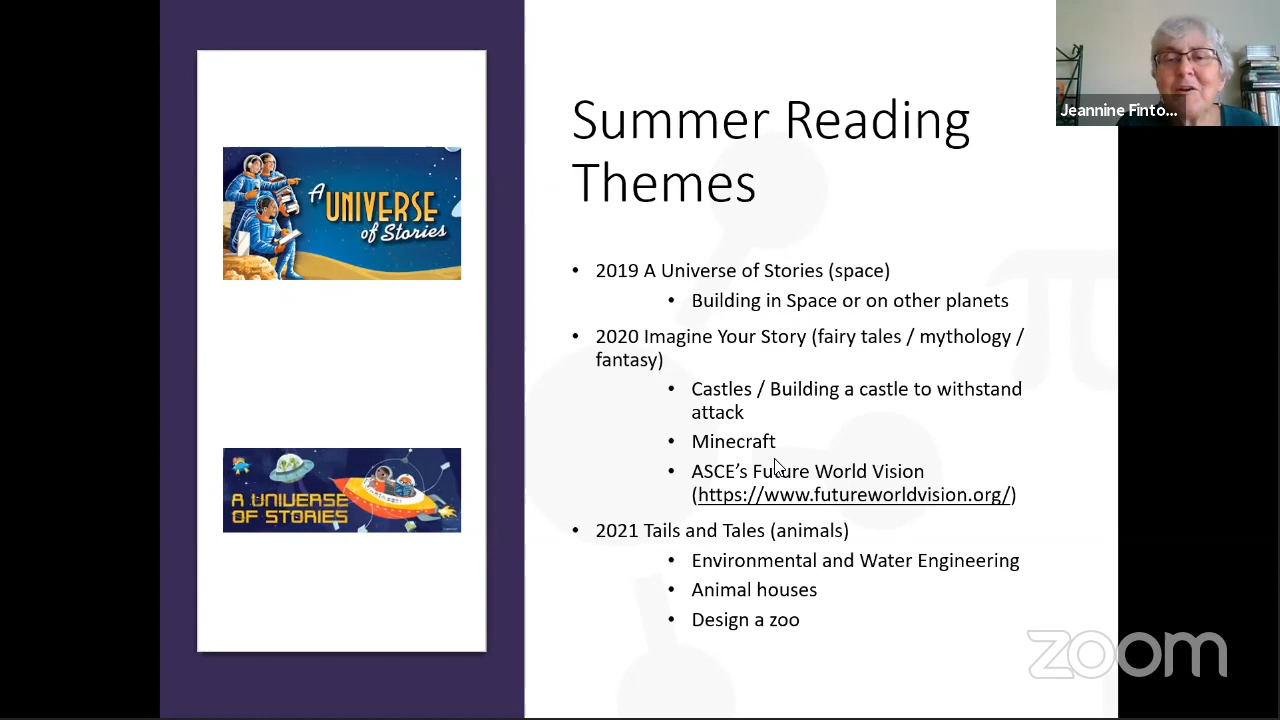 A UNIVERSE
of Stories
A UNIVERSE
OF STORIES
Summer Reading
Themes
• 2019 A Universe of Stories (space)
• Building in Space or on other planets
• 2020 Imagine Your Story (fairy tales / mythology /
fantasy)
• Castles / Building a castle to withstand
attack
• Minecraft
• ASCE’s Future World Vision
(https://www.futureworldvision.org/)
• 2021 Tails and Tales (animals)
• Environmental and Water Engineering
• Animal houses
• Design a zoo
Jeannine Finto...
zoom